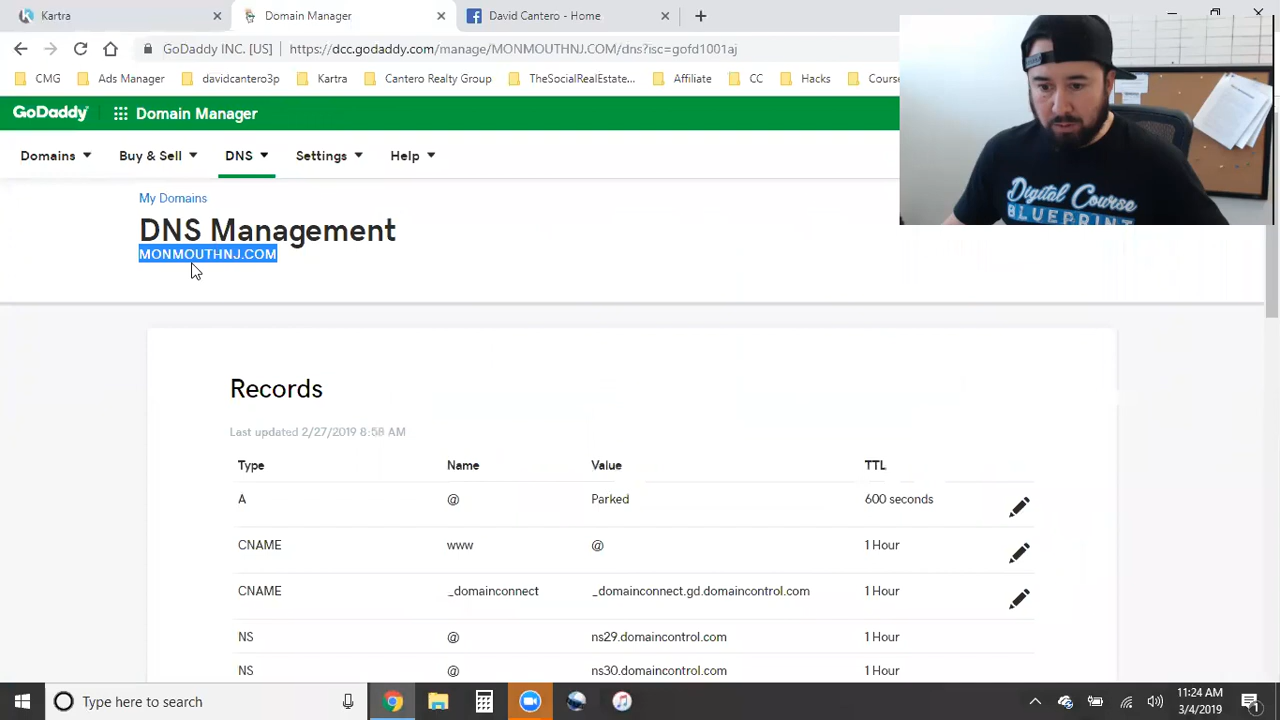 Kartra
Domain Manager
David Cantero - Home
GoDaddy INC. [US]
https://dcc.godaddy.com/manage/MONMOUTHNJ.COM/dns?isc=gofd1001aj
CMG
Ads Manager
davidcantero3p
Kartra
Cantero Realty Group
TheSocialRealEstate...
Affiliate
CC
Hacks
Cours
GoDaddy
Domain Manager
Domains
Buy & Sell
DNS
Settings
Help
Digital Course
BLUEPRINT
My Domains
DNS Management
MONMOUTHNJ.COM
Records
Last updated 2/27/2019 8:58 AM
Type Name Value TTL
A @ Parked 600 seconds
CNAME www @ 1 Hour
CNAME _domainconnect _domainconnect.gd.domaincontrol.com 1 Hour
NS @ ns29.domaincontrol.com 1 Hour
NS @ ns30.domaincontrol.com 1 Hour
Type here to search
11:24 AM
3/4/2019
1